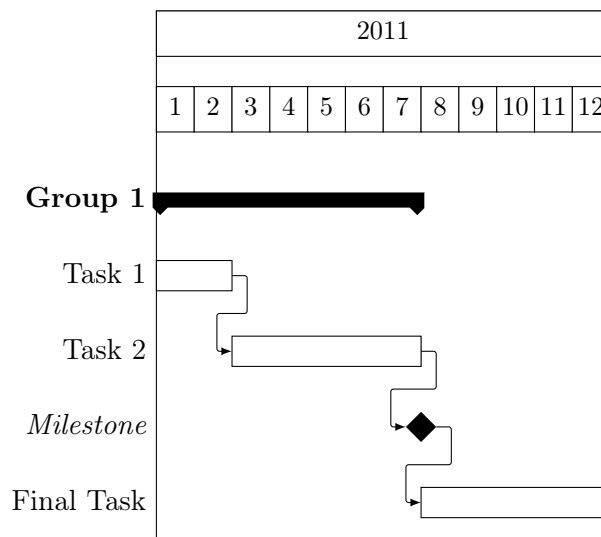 2011
1 2 3 4 5 6 7 8 9 10 11 12
Group 1
Task 1
Task 2
Milestone
Final Task